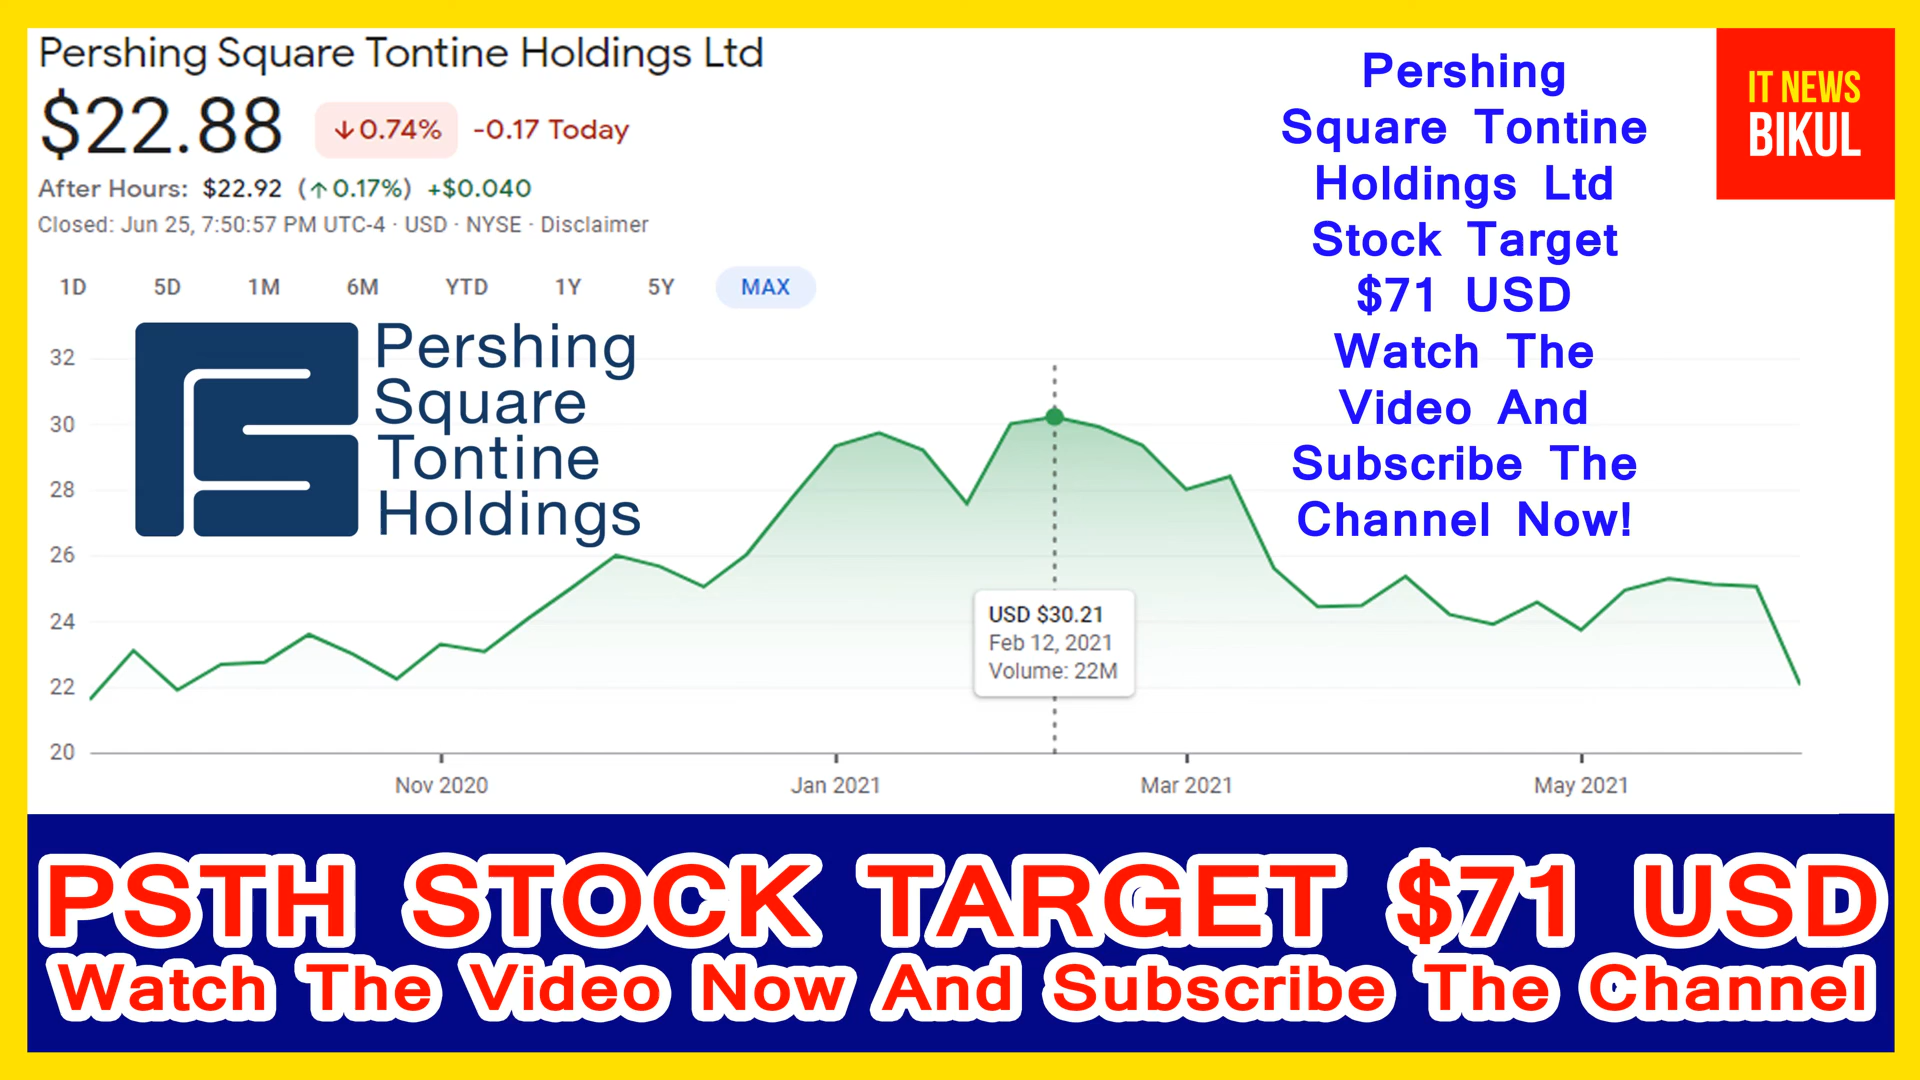 Pershing Square Tontine Holdings Ltd
$22.88 ↓0.74% -0.17 Today
After Hours: $22.92 (↑0.17%) +$0.040
Closed: Jun 25, 7:50:57 PM UTC-4 · USD · NYSE · Disclaimer
1D 5D 1M 6M YTD 1Y 5Y MAX
Pershing
Square
Tontine
Holdings
32
30
28
26
24
22
20
USD $30.21
Feb 12, 2021
Volume: 22M
Nov 2020 Jan 2021 Mar 2021 May 2021
Pershing
Square Tontine
Holdings Ltd
Stock Target
$71 USD
Watch The
Video And
Subscribe The
Channel Now!
IT NEWS
BIKUL
PSTH STOCK TARGET $71 USD
Watch The Video Now And Subscribe The Channel